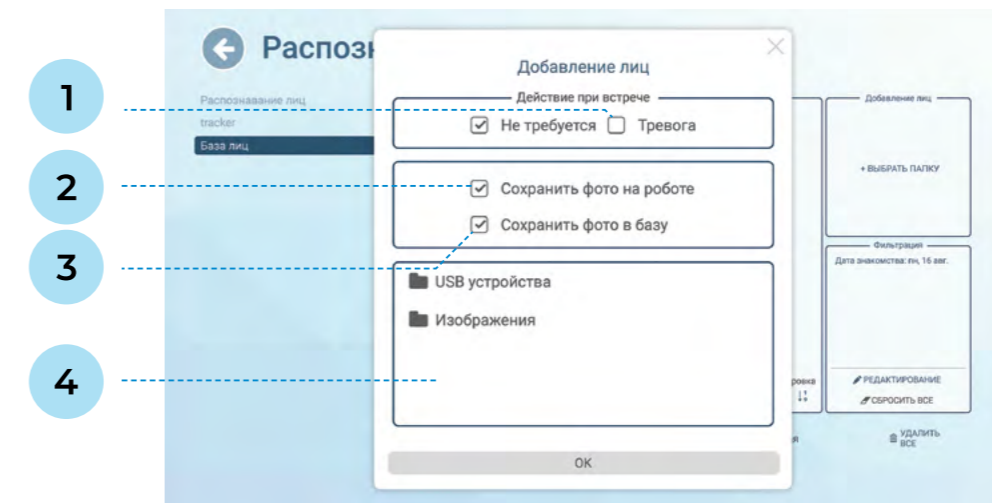 Распозн
Добавление лиц
1
Действие при встрече
Добавление лиц
Распознавание лиц
Не требуется
Тревога
tracker
База лиц
+ ВЫБРАТЬ ПАПКУ
2
Сохранить фото на роботе
Сохранить фото в базу
3
Фильтрация
Дата знакомства: пн, 16 авг.
USB устройства
Изображения
4
ровка
РЕДАКТИРОВАНИЕ
СБРОСИТЬ ВСЕ
я
УДАЛИТЬ
ВСЕ
OK